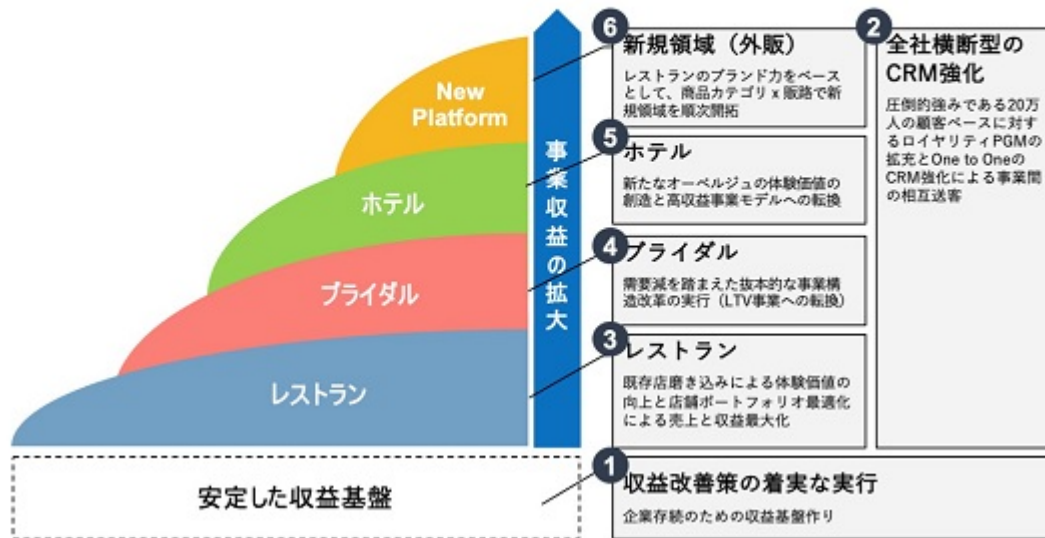 New
Platform
ホテル
ブライダル
レストラン
安定した収益基盤
事業収益の拡大
6
新規領域（外販）
レストランのブランド力をベース
として、商品カテゴリ x 販路で新
規領域を順次開拓
5
ホテル
新たなオーベルジュの体験価値の
創造と高収益事業モデルへの転換
4
ブライダル
需要減を踏まえた抜本的な事業構
造改革の実行（LTV事業への転換）
3
レストラン
既存店磨き込みによる体験価値の
向上と店舗ポートフォリオ最適化
による売上と収益最大化
2
全社横断型の
CRM強化
圧倒的強みである20万
人の顧客ベースに対す
るロイヤリティPGMの
拡充とOne to Oneの
CRM強化による事業間
の相互送客
1
収益改善策の着実な実行
企業存続のための収益基盤作り